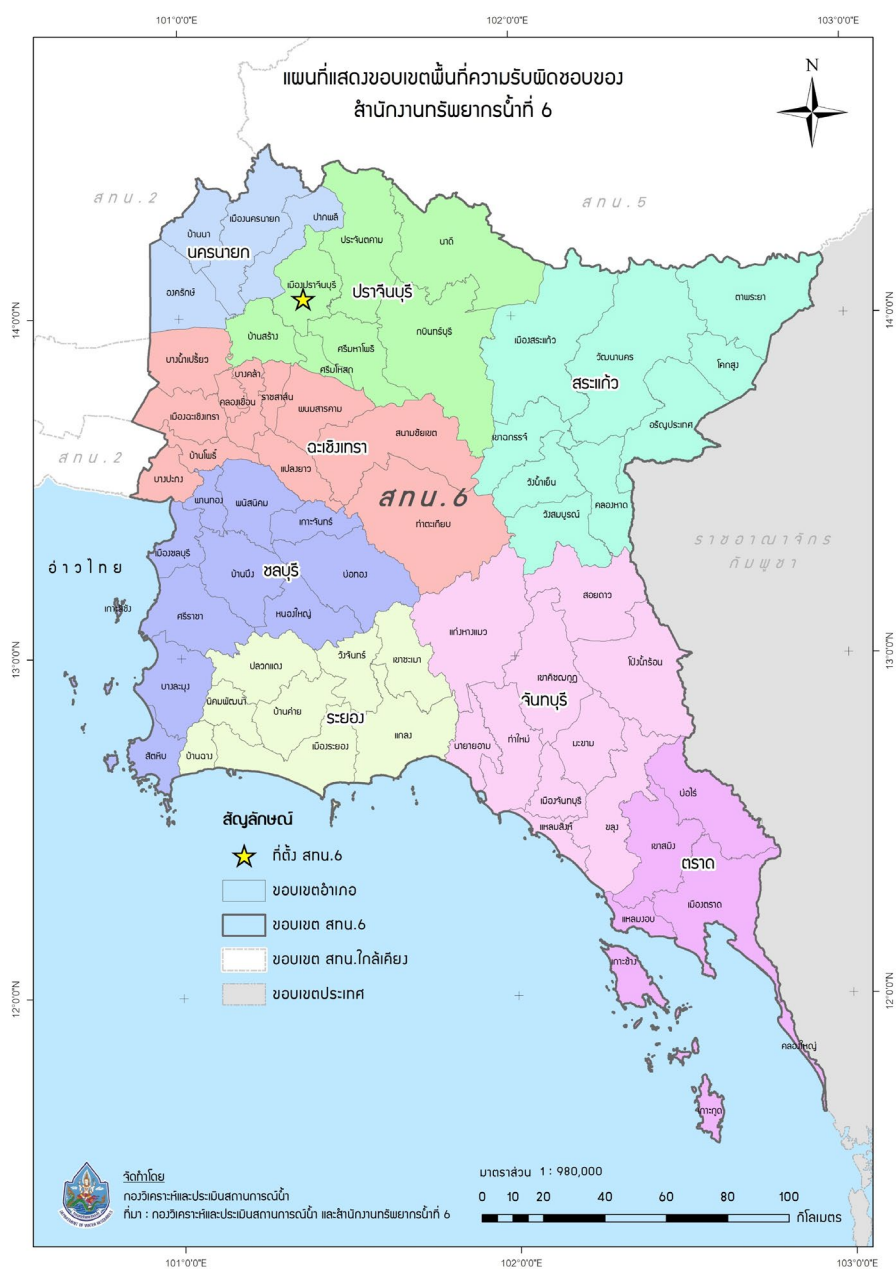 101°0'0"E
102°0'0"E
103°0'0"E
แผนที่แสดงขอบเขตพื้นที่ความรับผิดชอบของ
สำนักงานทรัพยากรน้ำที่ 6
N
สทน.2
สทน.5
ปากพลี
เมืองนครนายก
บ้านนา
นครนายก
องครักษ์
ประจันตคาม
นาดี
เมืองปราจีนบุรี
ปราจีนบุรี
กบินทร์บุรี
บ้านสร้าง
ศรีมหาโพธิ
ศรีมโหสถ
14°0'0"N
14°0'0"N
ตาพระยา
เมืองสระแก้ว
วัฒนานคร
โคกสูง
สระแก้ว
อรัญประเทศ
เขาฉกรรจ์
วังน้ำเย็น
คลองหาด
วังสมบูรณ์
บางน้ำเปรี้ยว
บางคล้า
คลองเขื่อน
ราชสาส์น
พนมสารคาม
เมืองฉะเชิงเทรา
สนามชัยเขต
ฉะเชิงเทรา
บ้านโพธิ์
แปลงยาว
บางปะกง
สทน.6
ท่าตะเกียบ
สทน.2
ราชอาณาจักร
กัมพูชา
พานทอง
พนัสนิคม
เกาะจันทร์
เมืองชลบุรี
บ้านบึง
ชลบุรี
บ่อทอง
อ่าวไทย
เกาะสีชัง
ศรีราชา
หนองใหญ่
บางละมุง
สัตหีบ
13°0'0"N
13°0'0"N
ปลวกแดง
วังจันทร์
เขาชะเมา
นิคมพัฒนา
บ้านค่าย
ระยอง
แกลง
บ้านฉาง
เมืองระยอง
สอยดาว
แก่งหางแมว
โป่งน้ำร้อน
เขาคิชฌกูฏ
จันทบุรี
นายายอาม
ท่าใหม่
มะขาม
เมืองจันทบุรี
แหลมสิงห์
ขลุง
บ่อไร่
เขาสมิง
ตราด
เมืองตราด
แหลมงอบ
เกาะช้าง
คลองใหญ่
เกาะกูด
สัญลักษณ์
ที่ตั้ง สทน.6
ขอบเขตอำเภอ
ขอบเขต สทน.6
ขอบเขต สทน.ใกล้เคียง
ขอบเขตประเทศ
12°0'0"N
12°0'0"N
จัดทำโดย
กองวิเคราะห์และประเมินสถานการณ์น้ำ
ที่มา : กองวิเคราะห์และประเมินสถานการณ์น้ำ และสำนักงานทรัพยากรน้ำที่ 6
มาตราส่วน 1: 980,000
0 10 20 40 60 80 100
กิโลเมตร
101°0'0"E
102°0'0"E
103°0'0"E